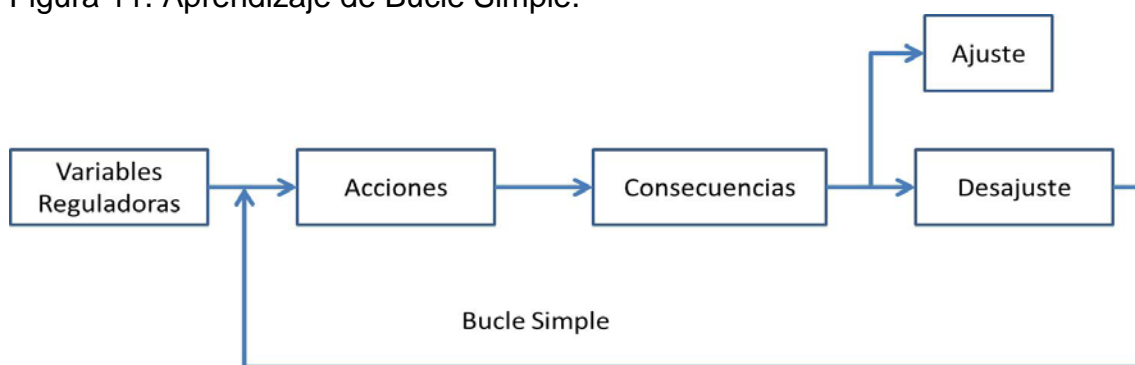 Figura 11: Aprendizaje de Bucle Simple.
Ajuste
Variables
Reguladoras
Acciones
Consecuencias
Desajuste
Bucle Simple